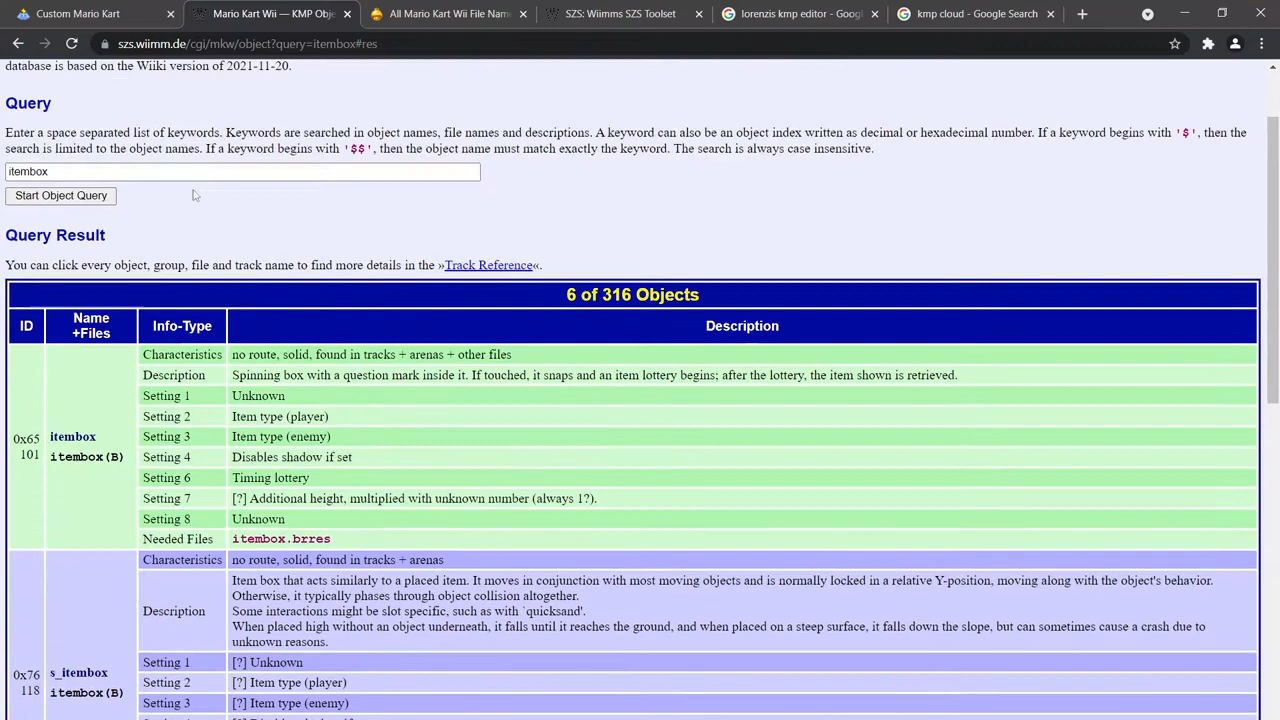 Custom Mario Kart
Mario Kart Wii — KMP Obje
All Mario Kart Wii File Name
SZS: Wiimms SZS Toolset
lorenzis kmp editor - Googl
kmp cloud - Google Search
szs.wiimm.de/cgi/mkw/object?query=itembox#res
database is based on the Wiiki version of 2021-11-20.
Query
Enter a space separated list of keywords. Keywords are searched in object names, file names and descriptions. A keyword can also be an object index written as decimal or hexadecimal number. If a keyword begins with '$', then the
search is limited to the object names. If a keyword begins with '$$', then the object name must match exactly the keyword. The search is always case insensitive.
itembox
Start Object Query
Query Result
You can click every object, group, file and track name to find more details in the »Track Reference«.
6 of 316 Objects
ID
Name
+Files
Info-Type
Description
0x65
101
itembox
itembox(B)
Characteristics no route, solid, found in tracks + arenas + other files
Description Spinning box with a question mark inside it. If touched, it snaps and an item lottery begins; after the lottery, the item shown is retrieved.
Setting 1 Unknown
Setting 2 Item type (player)
Setting 3 Item type (enemy)
Setting 4 Disables shadow if set
Setting 6 Timing lottery
Setting 7 [?] Additional height, multiplied with unknown number (always 1?).
Setting 8 Unknown
Needed Files itembox.brres
0x76
118
s_itembox
itembox(B)
Characteristics no route, solid, found in tracks + arenas
Description
Item box that acts similarly to a placed item. It moves in conjunction with most moving objects and is normally locked in a relative Y-position, moving along with the object's behavior.
Otherwise, it typically phases through object collision altogether.
Some interactions might be slot specific, such as with `quicksand'.
When placed high without an object underneath, it falls until it reaches the ground, and when placed on a steep surface, it falls down the slope, but can sometimes cause a crash due to
unknown reasons.
Setting 1 [?] Unknown
Setting 2 [?] Item type (player)
Setting 3 [?] Item type (enemy)